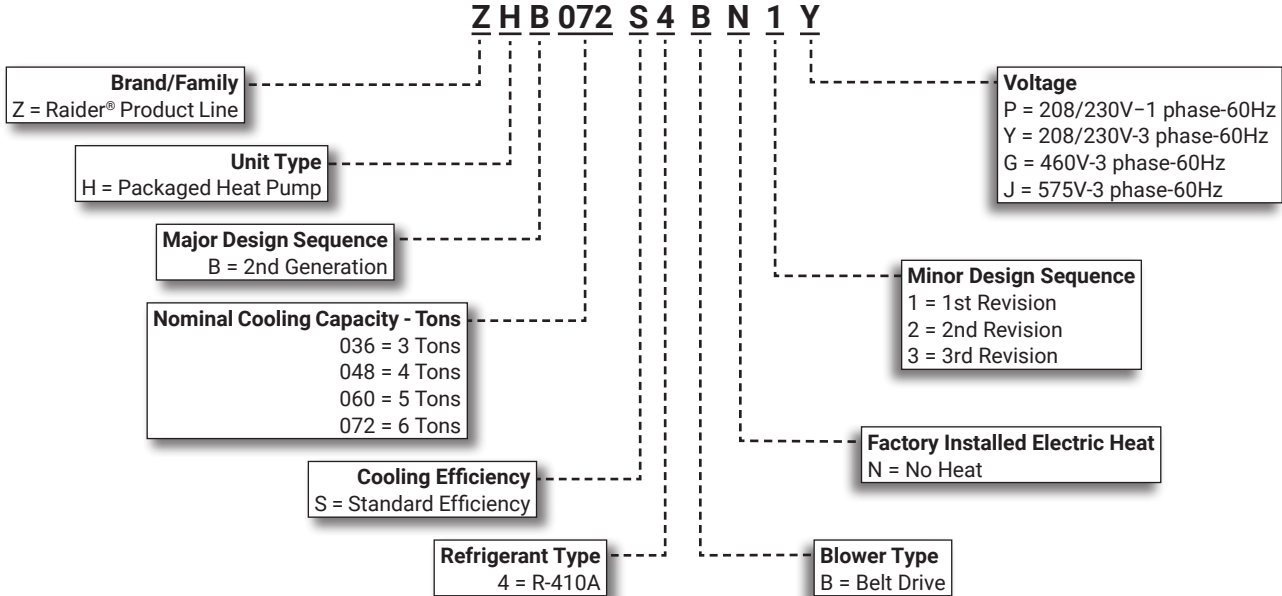 Z H B 072 S 4 B N 1 Y
Brand/Family
Z = Raider® Product Line
Unit Type
H = Packaged Heat Pump
Major Design Sequence
B = 2nd Generation
Nominal Cooling Capacity - Tons
036 = 3 Tons
048 = 4 Tons
060 = 5 Tons
072 = 6 Tons
Cooling Efficiency
S = Standard Efficiency
Refrigerant Type
4 = R-410A
Voltage
P = 208/230V−1 phase-60Hz
Y = 208/230V-3 phase-60Hz
G = 460V-3 phase-60Hz
J = 575V-3 phase-60Hz
Minor Design Sequence
1 = 1st Revision
2 = 2nd Revision
3 = 3rd Revision
Factory Installed Electric Heat
N = No Heat
Blower Type
B = Belt Drive